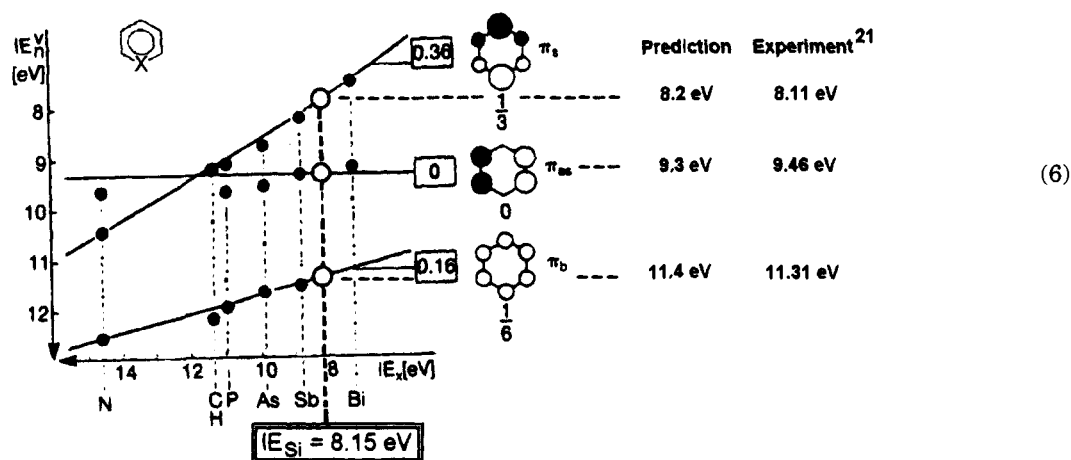 IE^v_n
[eV]
X
8
9
10
11
12
14
12
10
8
IE_x[eV]
N
C
H
P
As
Sb
Bi
IE_Si = 8.15 eV
0.36
π_s
1/3
0
π_as
0
0.16
π_b
1/6
Prediction Experiment^21
8.2 eV 8.11 eV
9,3 eV 9.46 eV
11.4 eV 11.31 eV
(6)